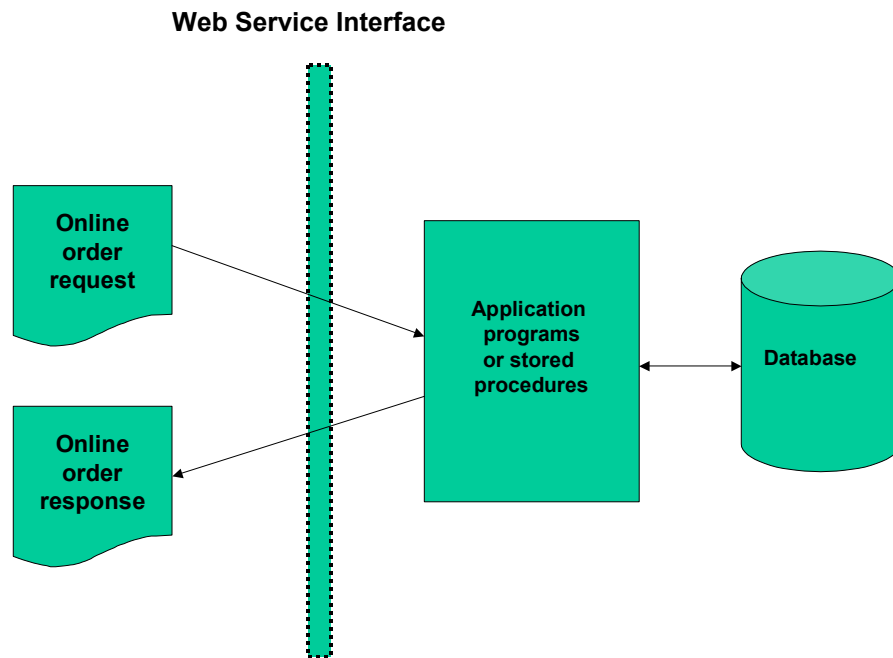 Web Service Interface
Online
order
request
Application
programs
or stored
procedures
Database
Online
order
response